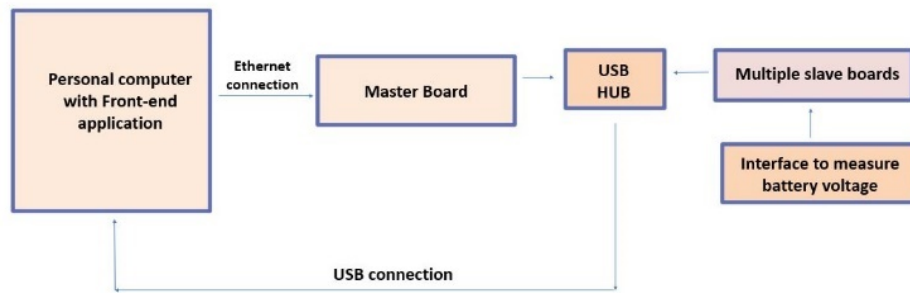 Personal computer
with Front-end
application
Ethernet
connection
Master Board
USB
HUB
Multiple slave boards
Interface to measure
battery voltage
USB connection